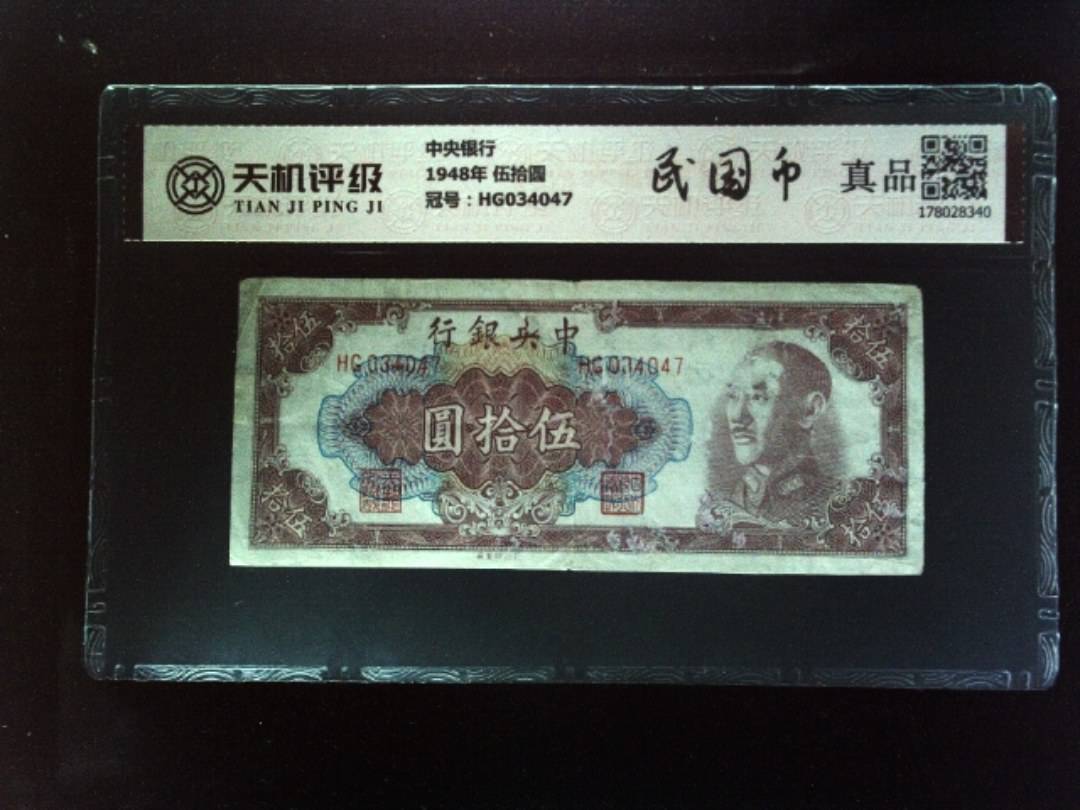 天机评级
TIAN JI PING JI
中央银行
1948年 伍拾圆
冠号：HG034047
民国币
真品
178028340
行銀央中
HG034047
HG034047
圓拾伍
拾伍
拾伍
拾伍